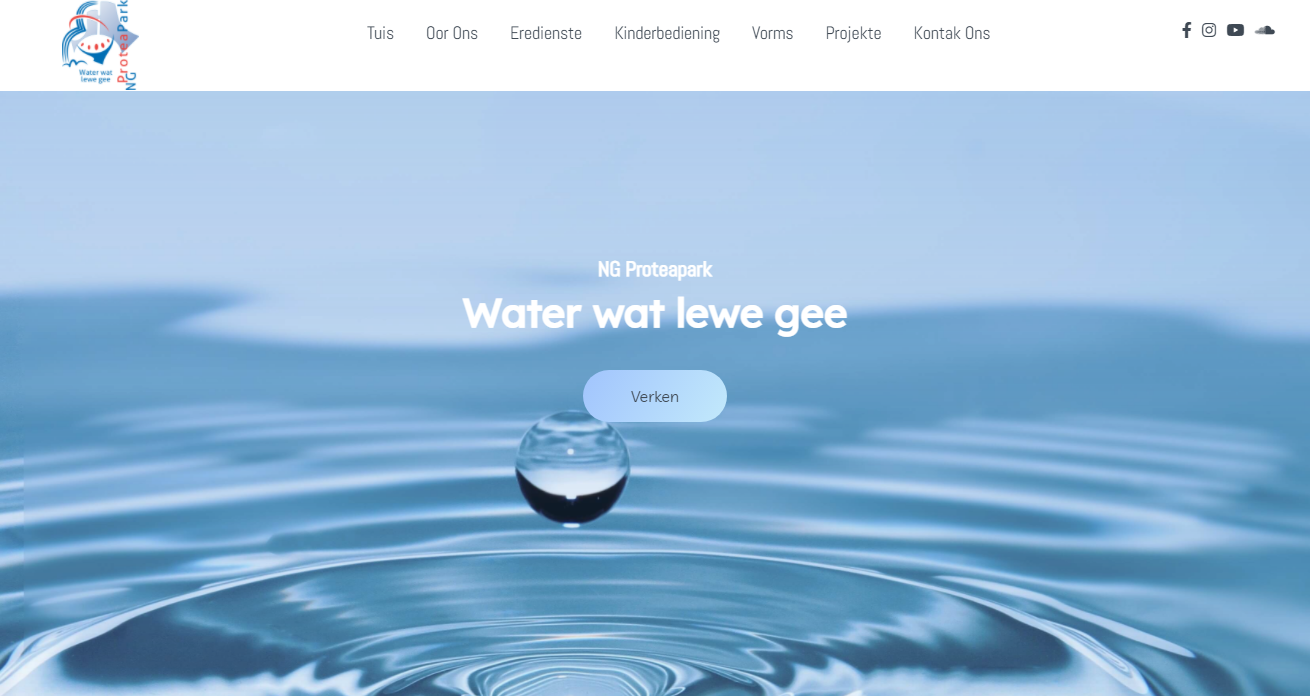 Water wat
lewe gee
NG ProteaPark
Tuis Oor Ons Eredienste Kinderbediening Vorms Projekte Kontak Ons
NG Proteapark
Water wat lewe gee
Verken